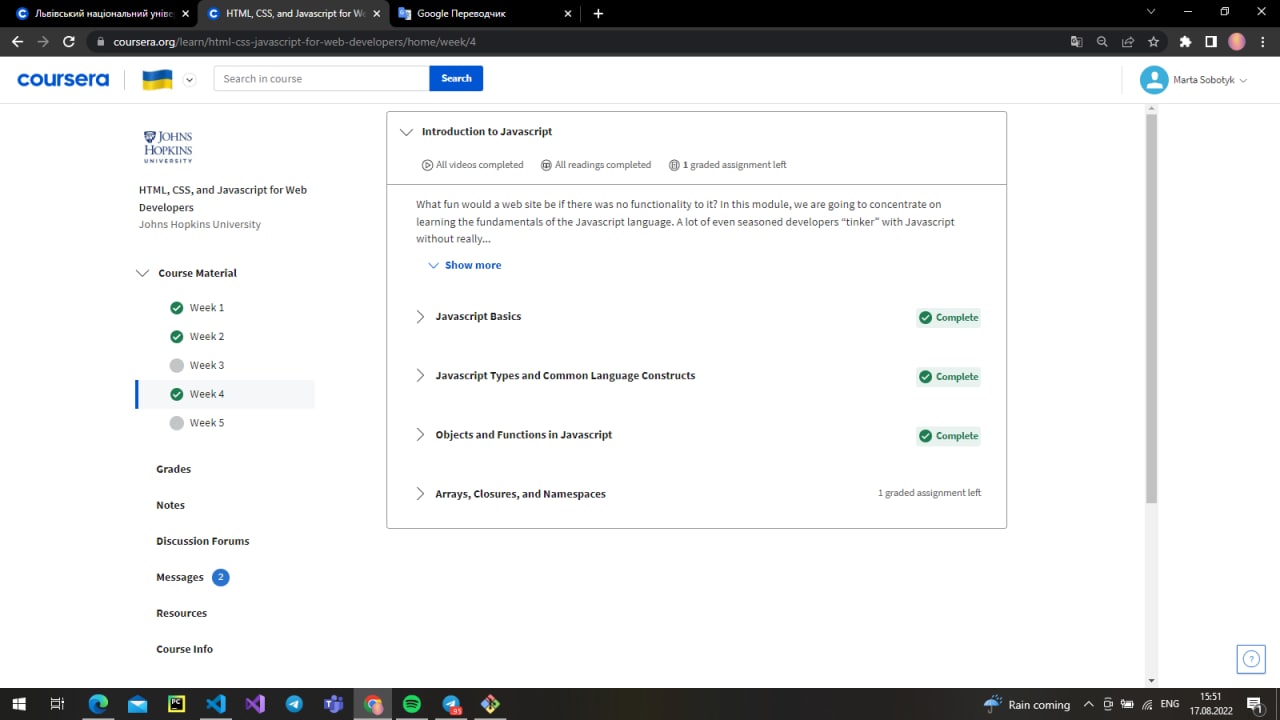 Львівський національний уніве
HTML, CSS, and Javascript for We
Google Переводчик
coursera.org/learn/html-css-javascript-for-web-developers/home/week/4
coursera
Search in course
Search
Marta Sobotyk
JOHNS
HOPKINS
UNIVERSITY
HTML, CSS, and Javascript for Web
Developers
Johns Hopkins University
Course Material
Week 1
Week 2
Week 3
Week 4
Week 5
Grades
Notes
Discussion Forums
Messages 2
Resources
Course Info
Introduction to Javascript
All videos completed All readings completed 1 graded assignment left
What fun would a web site be if there was no functionality to it? In this module, we are going to concentrate on
learning the fundamentals of the Javascript language. A lot of even seasoned developers “tinker” with Javascript
without really...
Show more
Javascript Basics Complete
Javascript Types and Common Language Constructs Complete
Objects and Functions in Javascript Complete
Arrays, Closures, and Namespaces 1 graded assignment left
Rain coming
ENG
15:51
17.08.2022